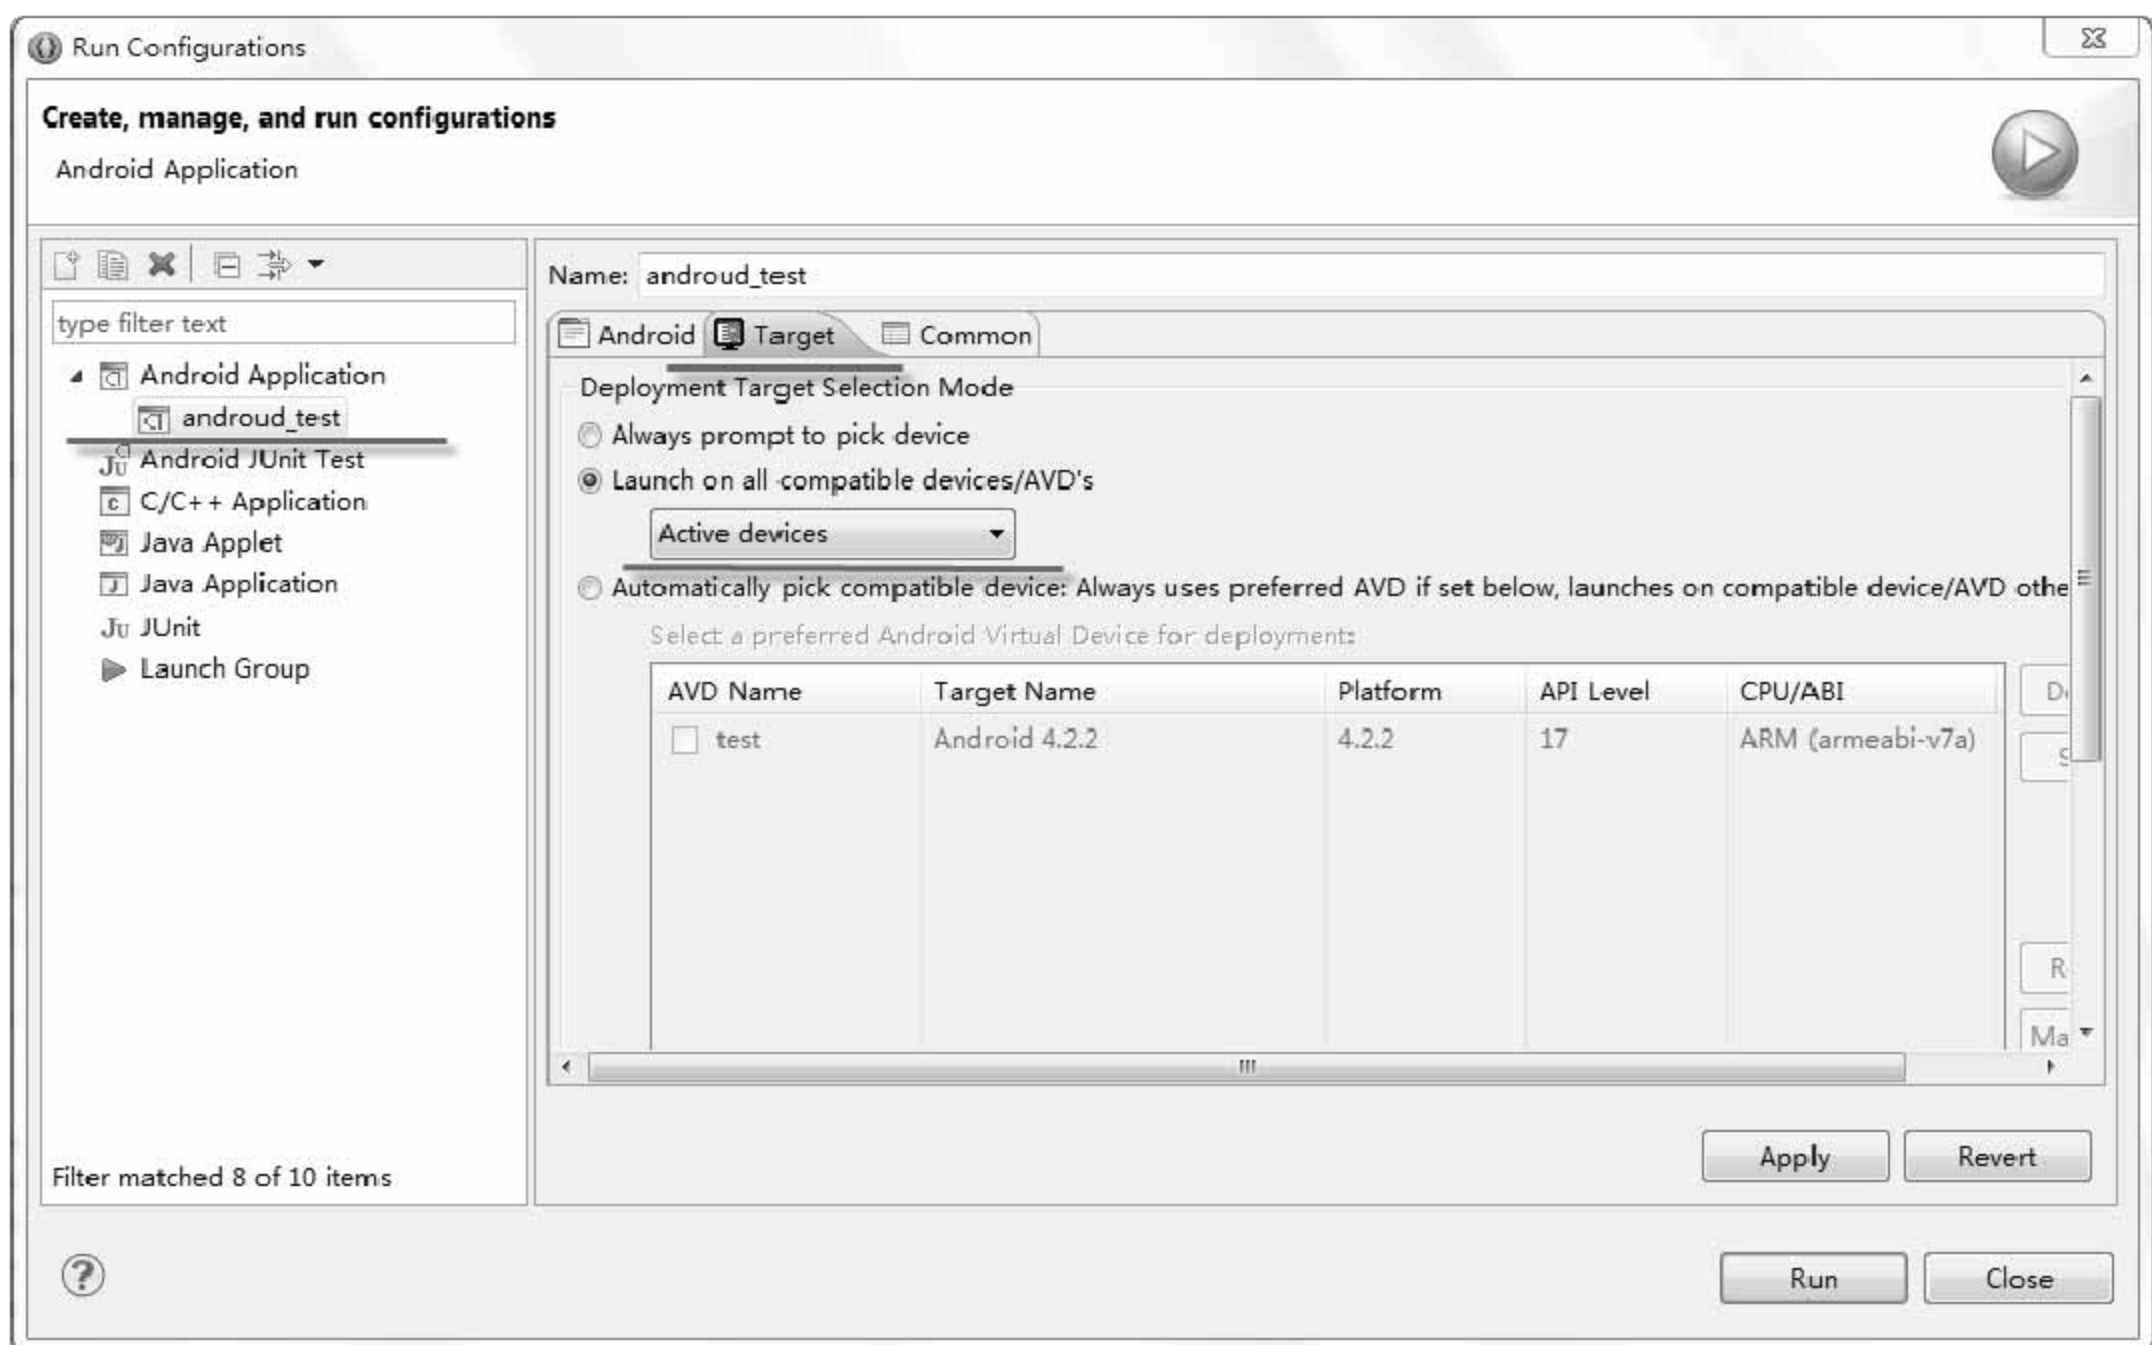 Run Configurations
Create, manage, and run configurations
Android Application
type filter text
Android Application
androud_test
Android JUnit Test
C/C++ Application
Java Applet
Java Application
Ju JUnit
Launch Group
Filter matched 8 of 10 items
Name: androud_test
Android Target Common
Deployment Target Selection Mode
Always prompt to pick device
Launch on all compatible devices/AVD's
Active devices
Automatically pick compatible device: Always uses preferred AVD if set below, launches on compatible device/AVD othe
Select a preferred Android Virtual Device for deployment:
AVD Name Target Name Platform API Level CPU/ABI
test Android 4.2.2 4.2.2 17 ARM (armeabi-v7a)
R
Ma
Apply Revert
Run Close